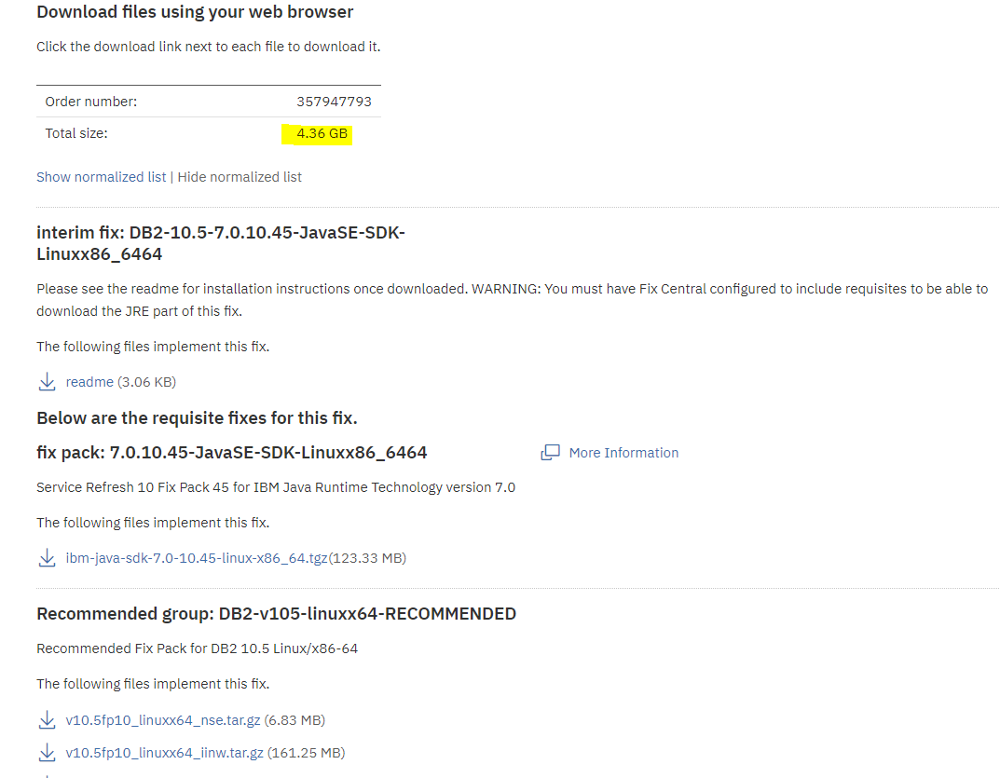 Download files using your web browser
Click the download link next to each file to download it.
Order number: 357947793
Total size: 4.36 GB
Show normalized list | Hide normalized list
interim fix: DB2-10.5-7.0.10.45-JavaSE-SDK-
Linuxx86_6464
Please see the readme for installation instructions once downloaded. WARNING: You must have Fix Central configured to include requisites to be able to
download the JRE part of this fix.
The following files implement this fix.
readme (3.06 KB)
Below are the requisite fixes for this fix.
fix pack: 7.0.10.45-JavaSE-SDK-Linuxx86_6464 More Information
Service Refresh 10 Fix Pack 45 for IBM Java Runtime Technology version 7.0
The following files implement this fix.
ibm-java-sdk-7.0-10.45-linux-x86_64.tgz(123.33 MB)
Recommended group: DB2-v105-linuxx64-RECOMMENDED
Recommended Fix Pack for DB2 10.5 Linux/x86-64
The following files implement this fix.
v10.5fp10_linuxx64_nse.tar.gz (6.83 MB)
v10.5fp10_linuxx64_iinw.tar.gz (161.25 MB)